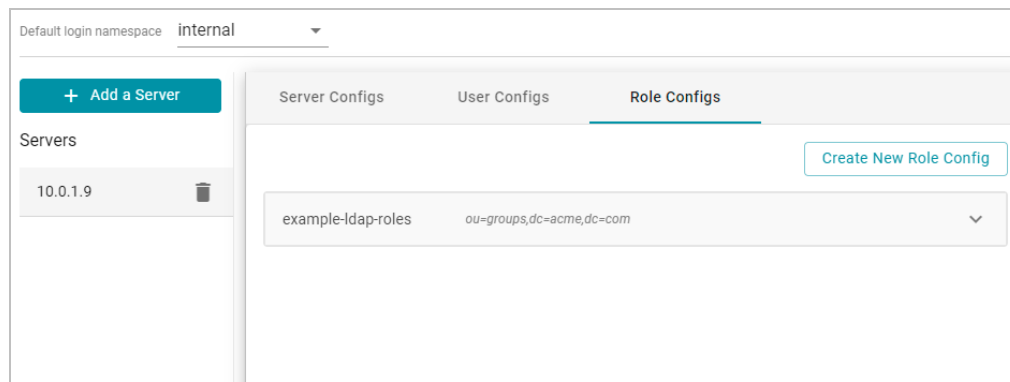 Default login namespace internal
+ Add a Server
Servers
10.0.1.9
Server Configs User Configs Role Configs
Create New Role Config
example-ldap-roles ou=groups,dc=acme,dc=com